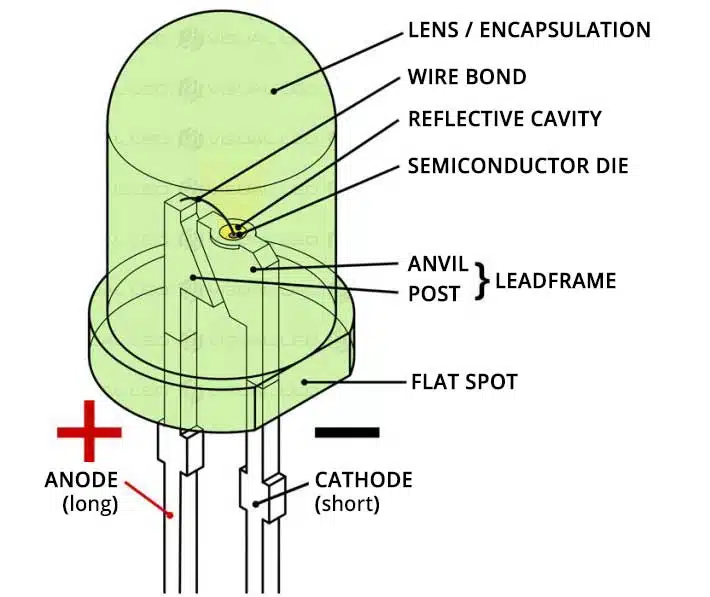 LENS / ENCAPSULATION
WIRE BOND
REFLECTIVE CAVITY
SEMICONDUCTOR DIE
ANVIL
POST
LEADFRAME
FLAT SPOT
+
−
ANODE
(long)
CATHODE
(short)